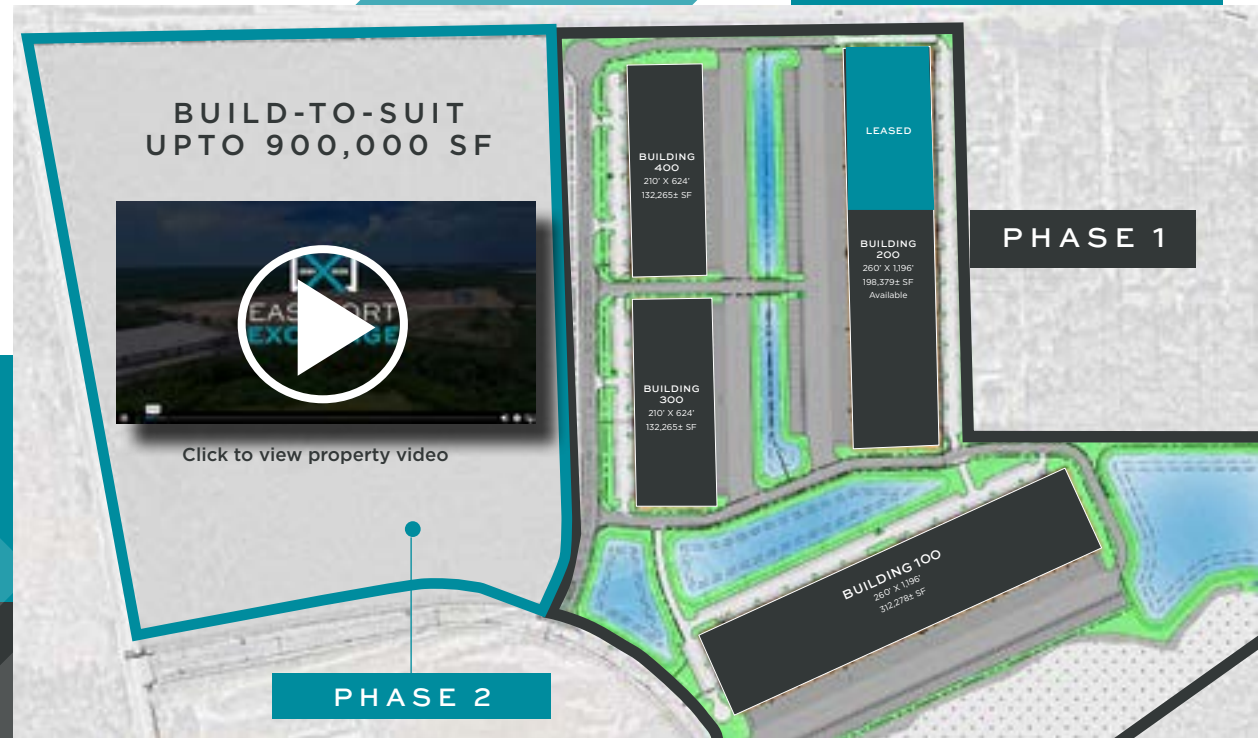 BUILD-TO-SUIT
UPTO 900,000 SF
Click to view property video
PHASE 2
BUILDING
400
210' X 624'
132,265± SF
BUILDING
300
210' X 624'
132,265± SF
LEASED
BUILDING
200
260' X 1,196'
198,379± SF
Available
PHASE 1
BUILDING 100
260' X 1,196'
312,278± SF